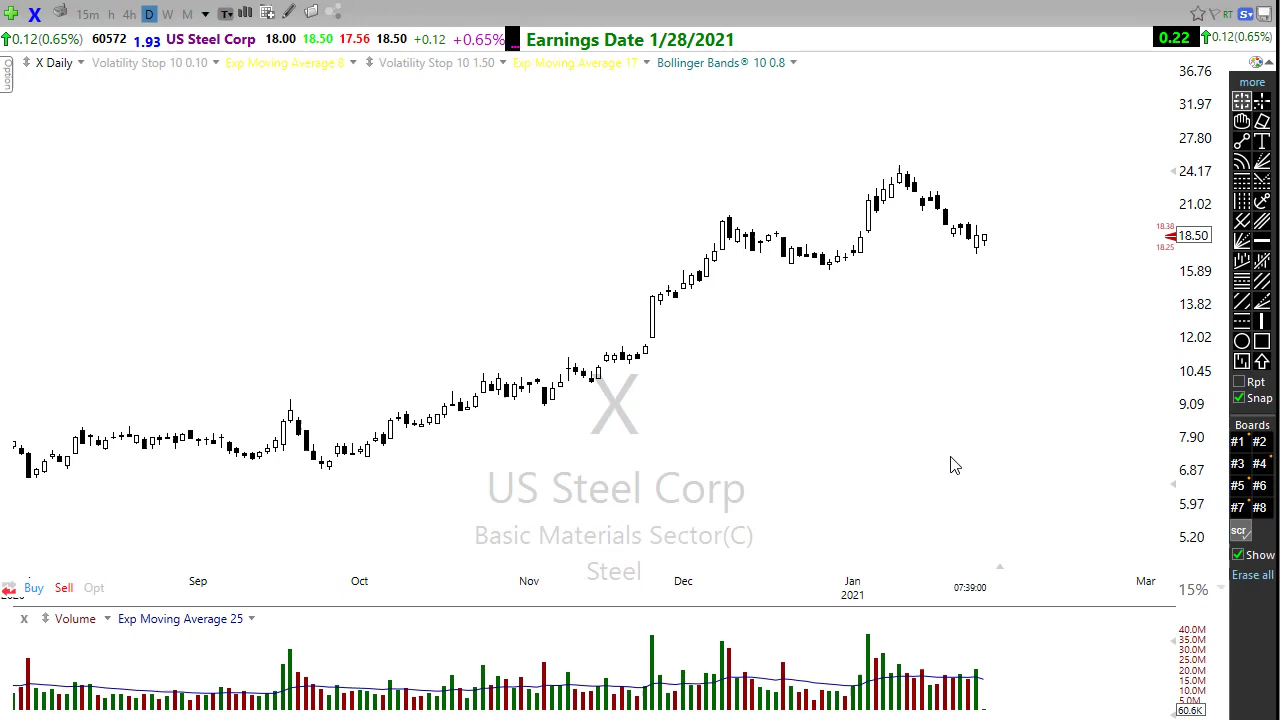 X 15m h 4h D W M T RT S
0.12(0.65%) 60572 1.93 US Steel Corp 18.00 18.50 17.56 18.50 +0.12 +0.65% ... Earnings Date 1/28/2021 0.22 0.12(0.65%)
Option X Daily Volatility Stop 10 0.10 Exp Moving Average 8 Volatility Stop 10 1.50 Exp Moving Average 17 Bollinger Bands® 10 0.8
36.76
31.97
27.80
24.17
21.02
18.38
18.50
18.25
15.89
13.82
12.02
10.45
9.09
7.90
6.87
5.97
5.20
X
US Steel Corp
Basic Materials Sector(C)
Steel
Sep Oct Nov Dec Jan Mar
2021 07:39:00
Buy Sell Opt 15%
X Volume Exp Moving Average 25
40.0M
35.0M
30.0M
25.0M
20.0M
15.0M
10.0M
5.0M
60.6K
more
T
Rpt
Snap
Boards
#1 #2
#3 #4
#5 #6
#7 #8
scr
Show
Erase all